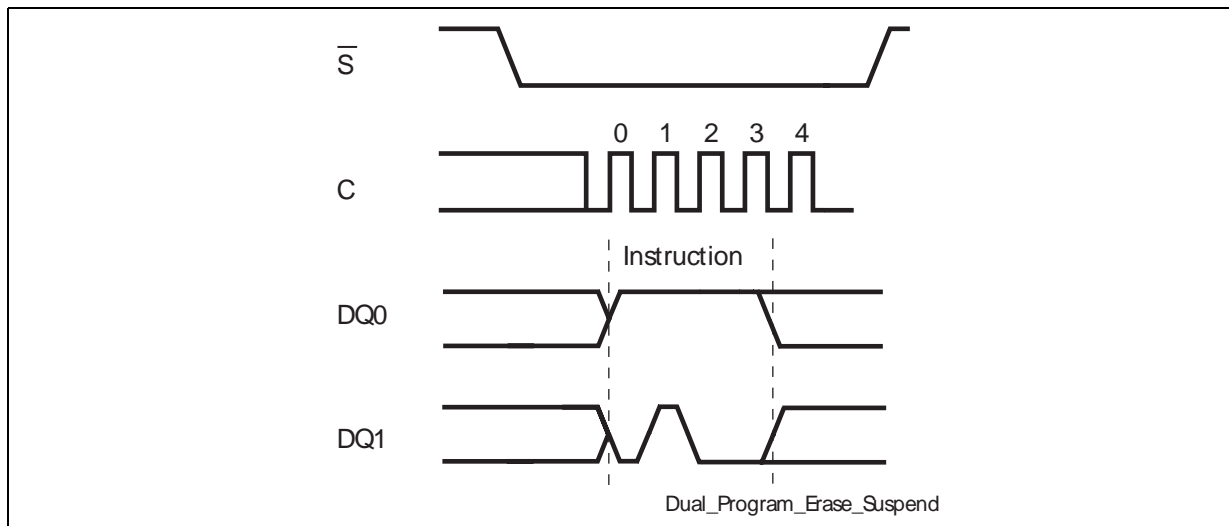 S̅
0 1 2 3 4
C
Instruction
DQ0
DQ1
Dual_Program_Erase_Suspend